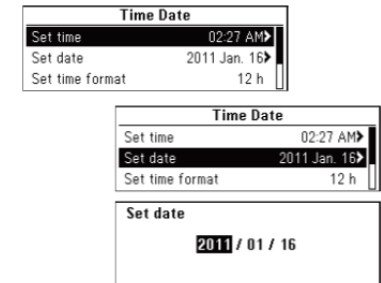 Time Date
Set time 02:27 AM>
Set date 2011 Jan. 16>
Set time format 12 h
Time Date
Set time 02:27 AM>
Set date 2011 Jan. 16>
Set time format 12 h
Set date
2011 / 01 / 16